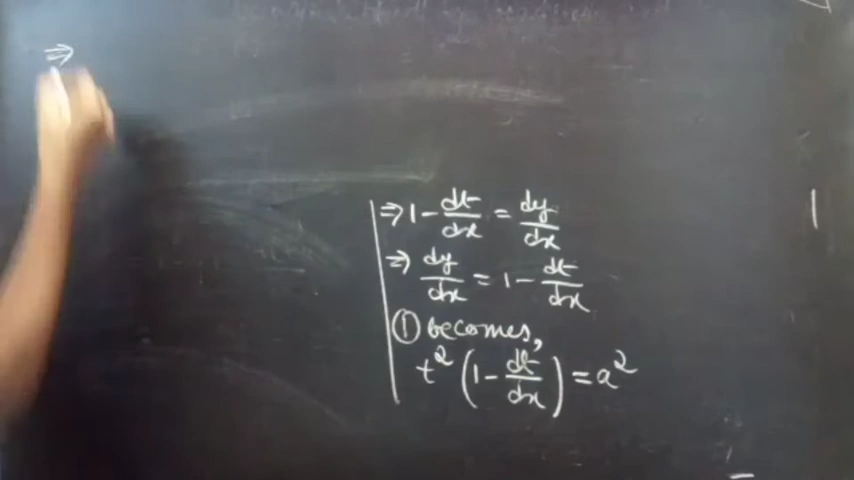 ⇒
⇒ 1 - dt/dx = dy/dx
⇒ dy/dx = 1 - dt/dx
① becomes,
t² (1 - dt/dx) = a²